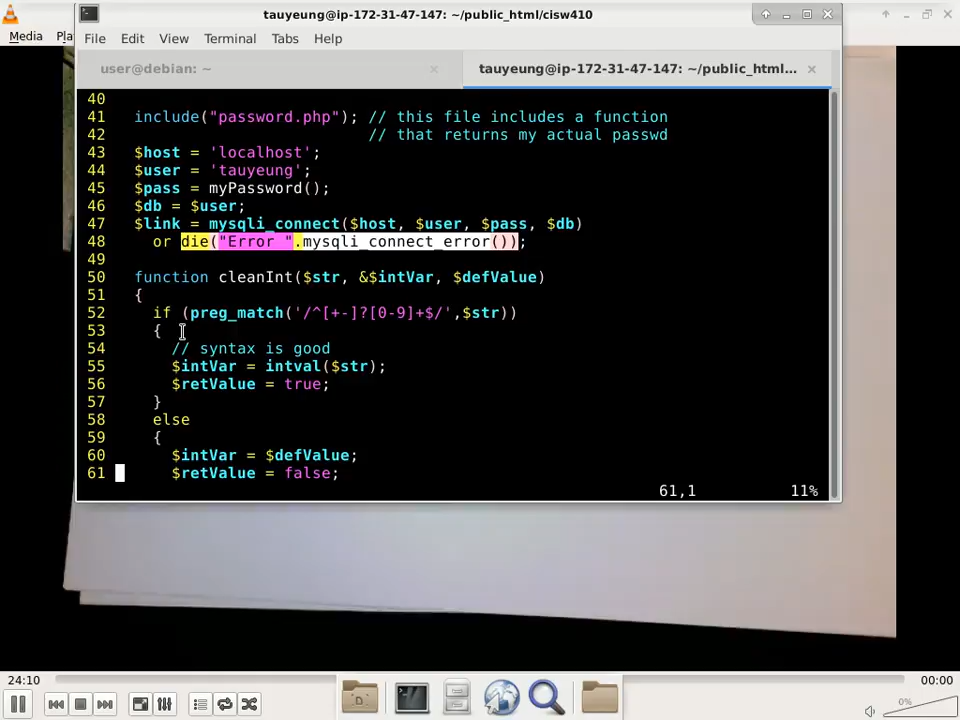 tauyeung@ip-172-31-47-147: ~/public_html/cisw410
Media
File Edit View Terminal Tabs Help
user@debian: ~
tauyeung@ip-172-31-47-147: ~/public_html...
40
41 include("password.php"); // this file includes a function
42 // that returns my actual passwd
43 $host = 'localhost';
44 $user = 'tauyeung';
45 $pass = myPassword();
46 $db = $user;
47 $link = mysqli_connect($host, $user, $pass, $db)
48 or die("Error ".mysqli_connect_error());
49
50 function cleanInt($str, &$intVar, $defValue)
51 {
52 if (preg_match('/^[+-]?[0-9]+$/',$str))
53 {
54 // syntax is good
55 $intVar = intval($str);
56 $retValue = true;
57 }
58 else
59 {
60 $intVar = $defValue;
61 $retValue = false;
61,1 11%
24:10
00:00
0%